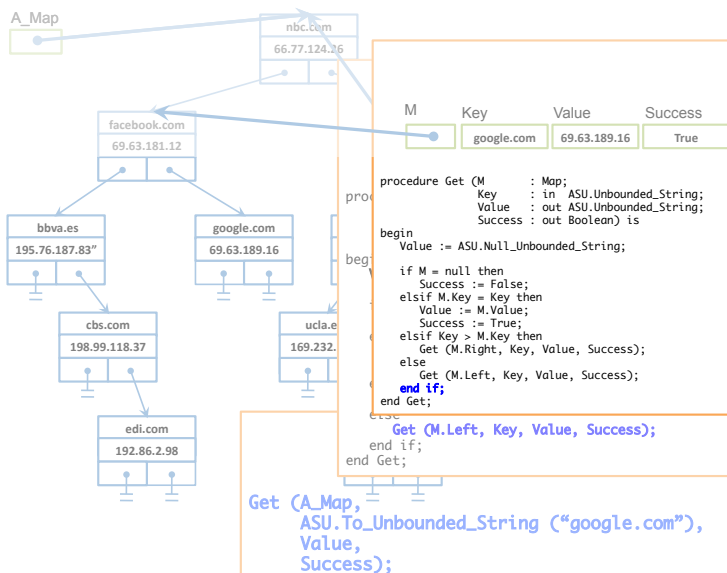 A_Map
nbc.com
66.77.124.26
facebook.com
69.63.181.12
bbva.es
195.76.187.83”
google.com
69.63.189.16
cbs.com
198.99.118.37
ucla.e
169.232.
edi.com
192.86.2.98
M Key Value Success
google.com 69.63.189.16 True
procedure Get (M : Map;
Key : in ASU.Unbounded_String;
Value : out ASU.Unbounded_String;
Success : out Boolean) is
begin
Value := ASU.Null_Unbounded_String;
if M = null then
Success := False;
elsif M.Key = Key then
Value := M.Value;
Success := True;
elsif Key > M.Key then
Get (M.Right, Key, Value, Success);
else
Get (M.Left, Key, Value, Success);
end if;
end Get;
proc
beg
else
Get (M.Left, Key, Value, Success);
end if;
end Get;
Get (A_Map,
ASU.To_Unbounded_String (“google.com”),
Value,
Success);